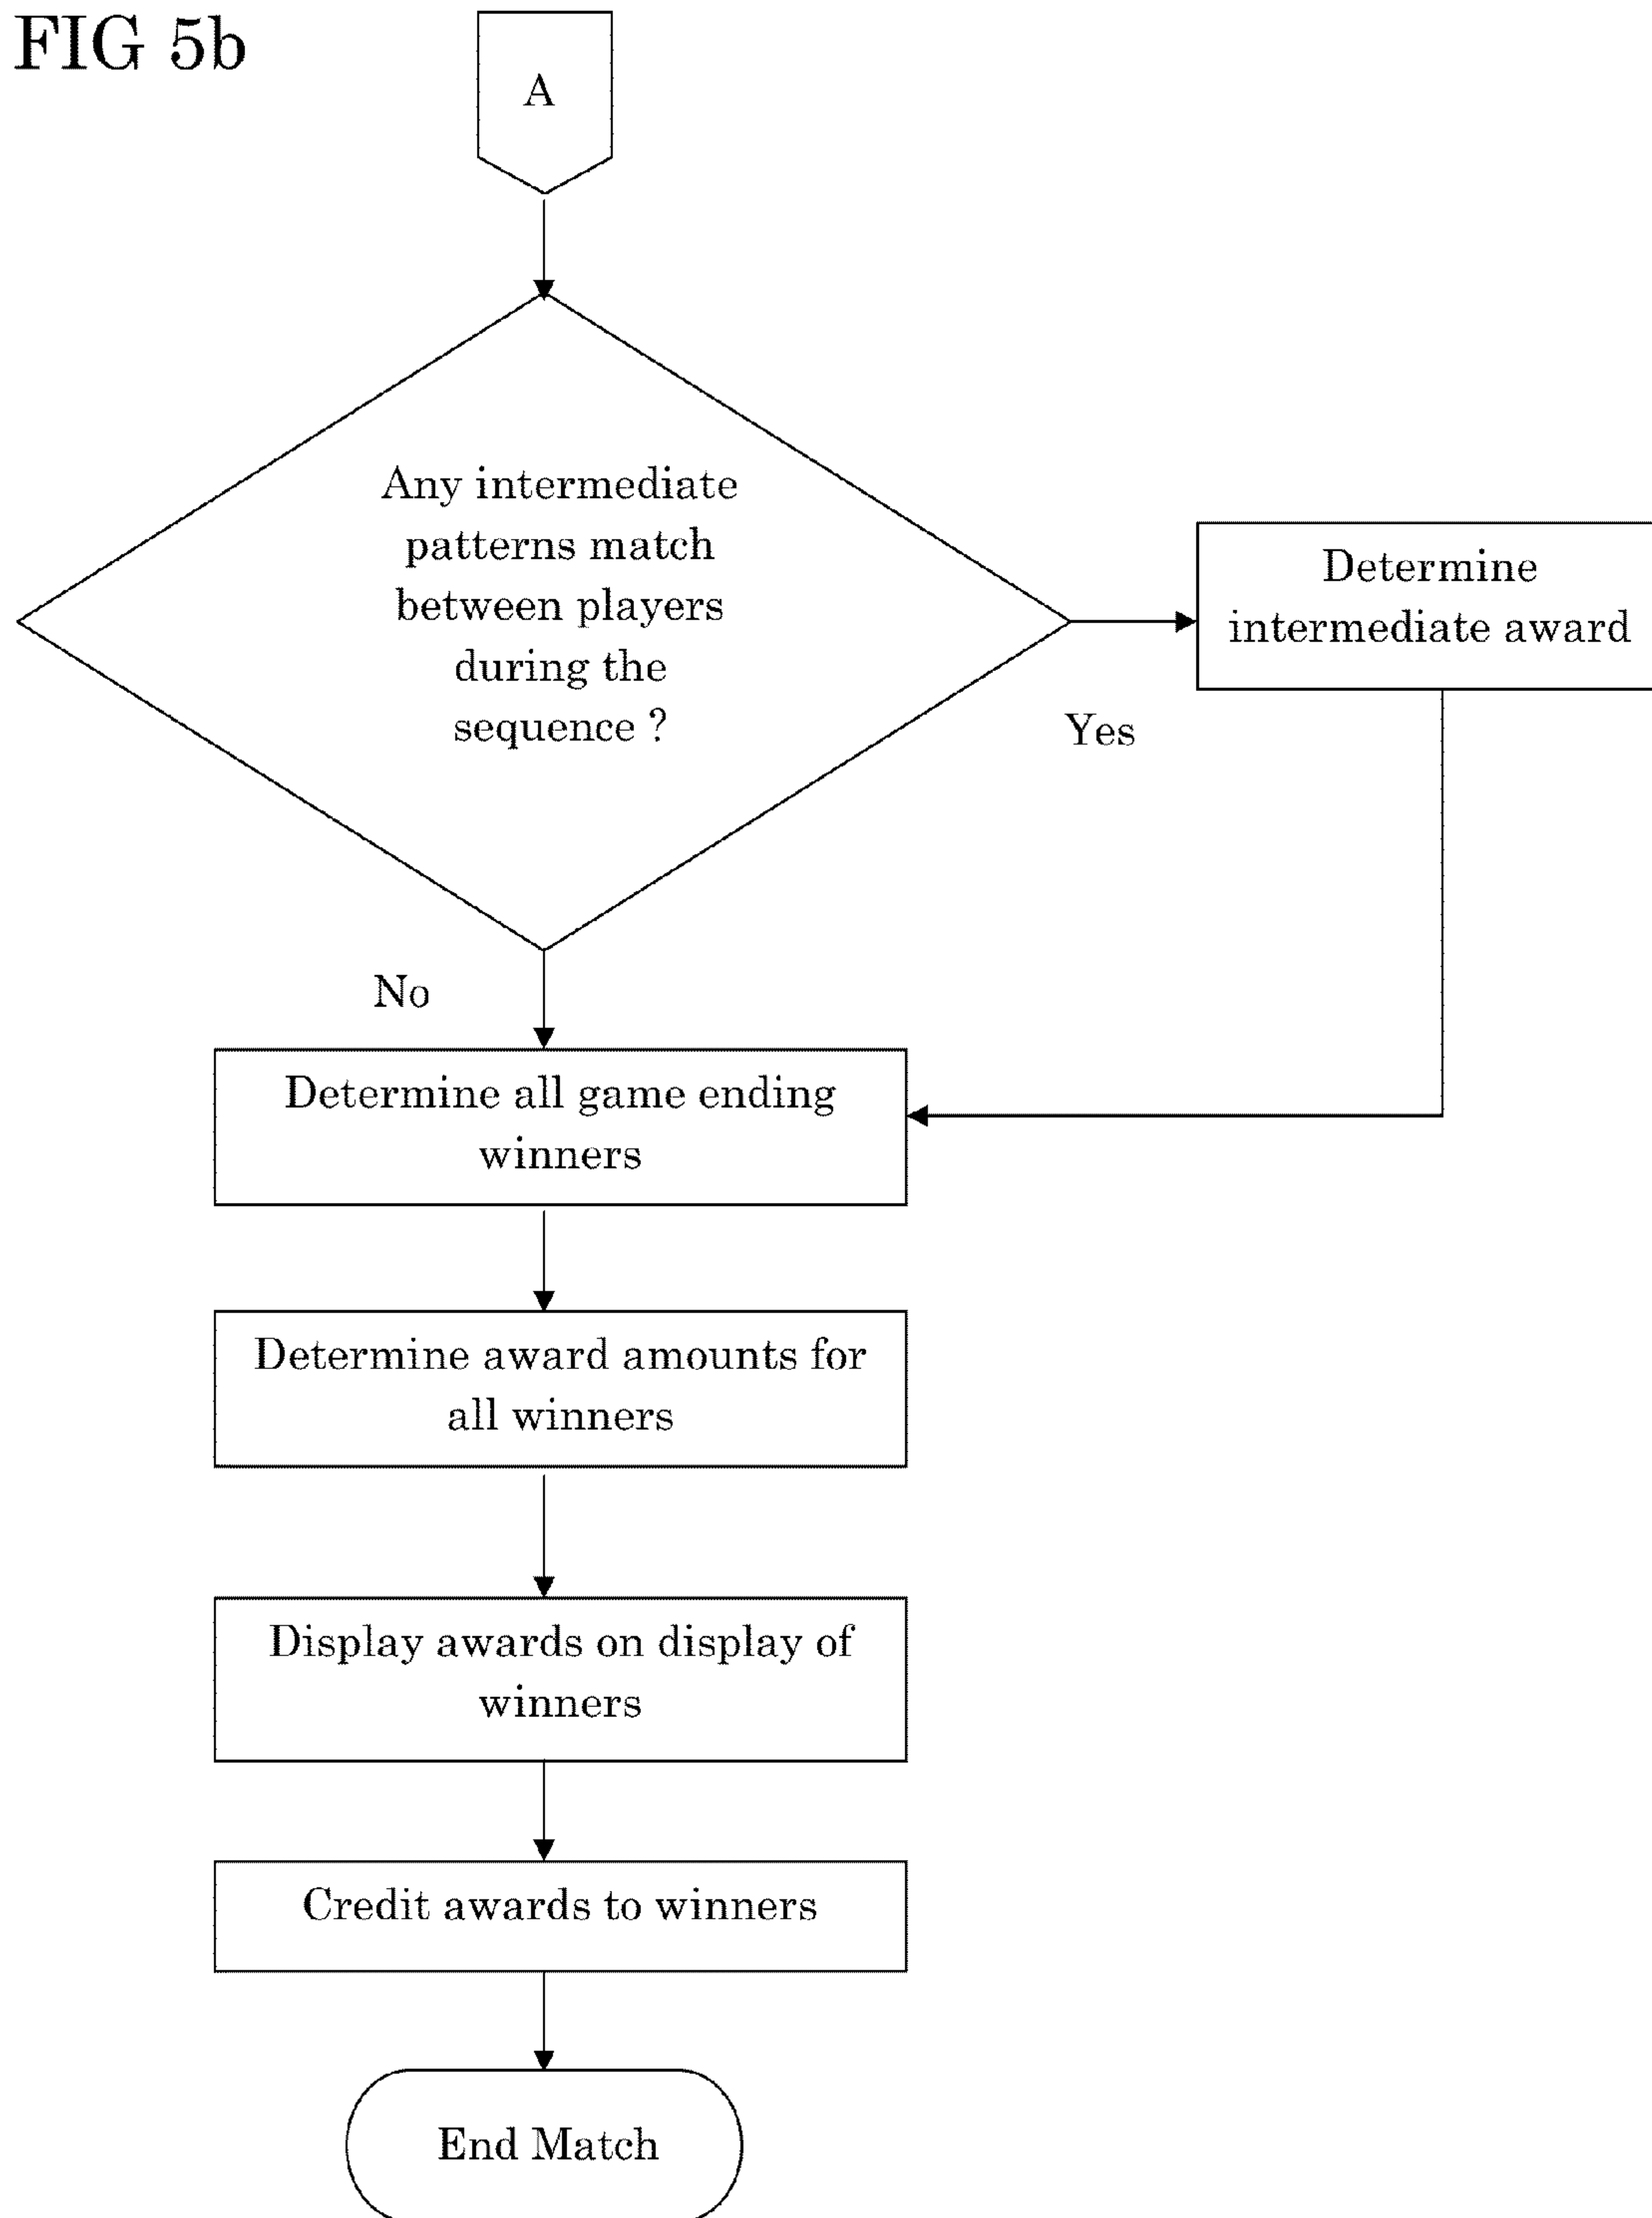 FIG 5b
A
Any intermediate
patterns match
between players
during the
sequence ?
Determine
intermediate award
Yes
No
Determine all game ending
winners
Determine award amounts for
all winners
Display awards on display of
winners
Credit awards to winners
End Match